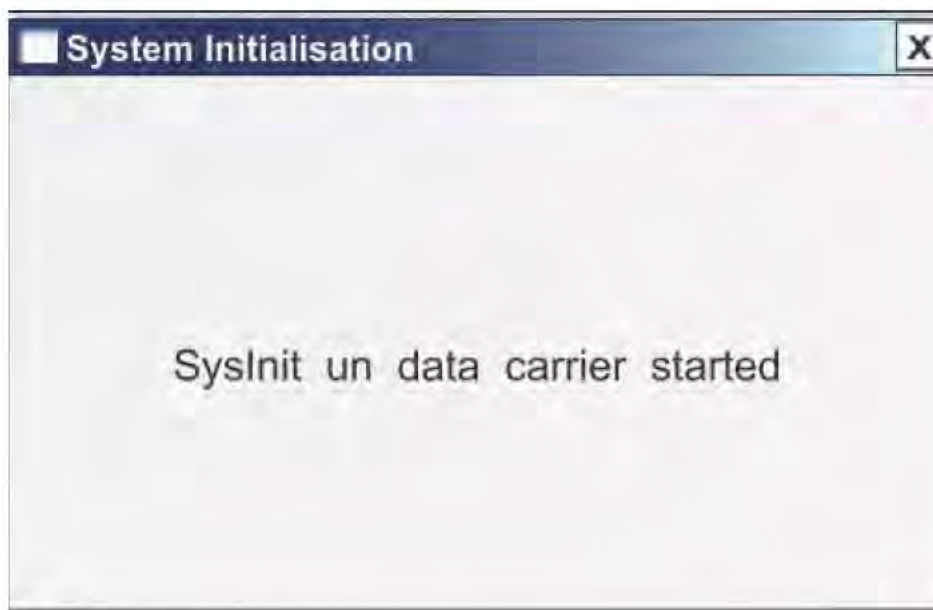 System Initialisation
X
SysInit un data carrier started